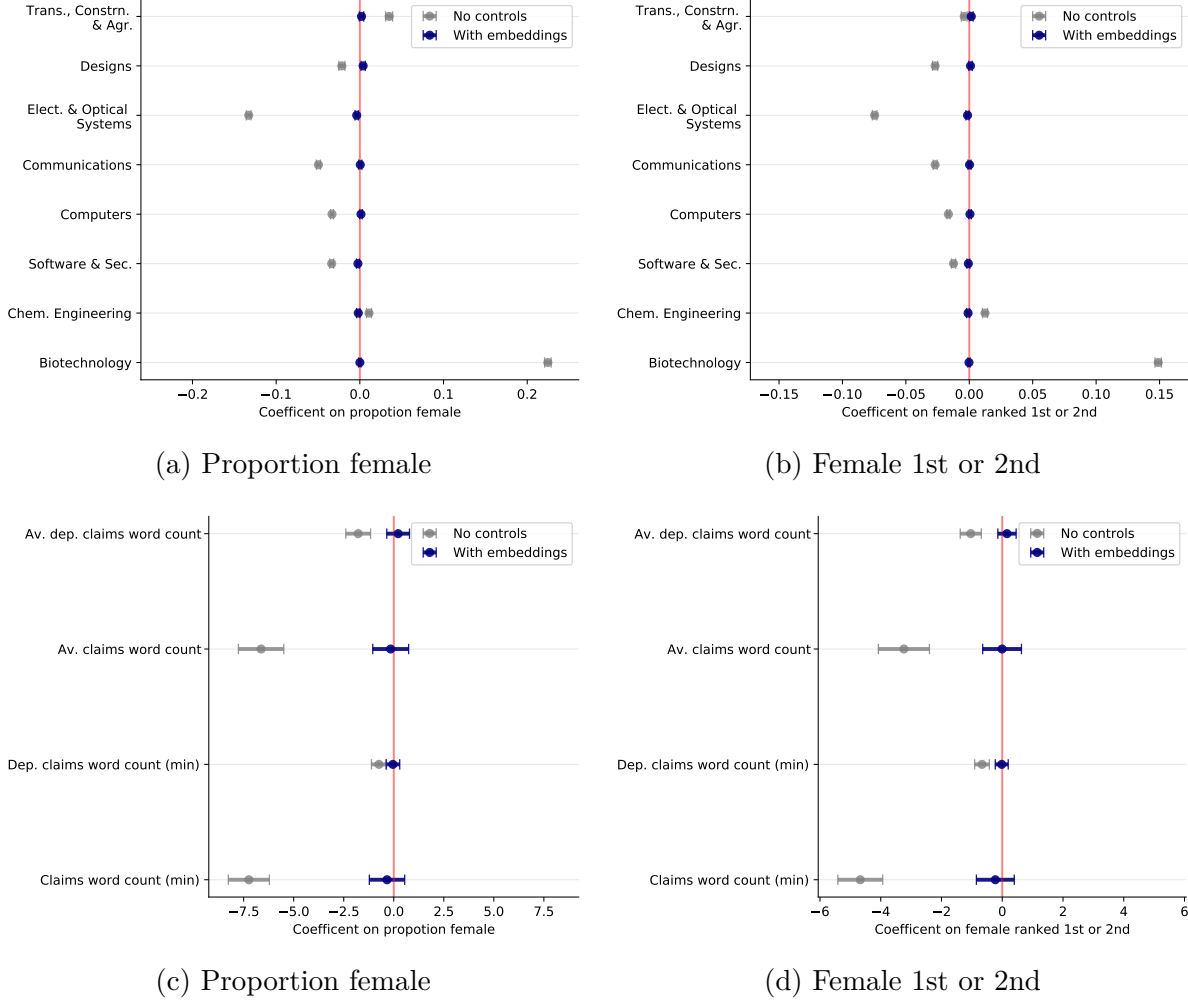 Trans., Constrn.
& Agr.
Designs
Elect. & Optical
Systems
Communications
Computers
Software & Sec.
Chem. Engineering
Biotechnology
No controls
With embeddings
−0.2 −0.1 0.0 0.1 0.2
Coefficent on propotion female
(a) Proportion female
Trans., Constrn.
& Agr.
Designs
Elect. & Optical
Systems
Communications
Computers
Software & Sec.
Chem. Engineering
Biotechnology
No controls
With embeddings
−0.15 −0.10 −0.05 0.00 0.05 0.10 0.15
Coefficent on female ranked 1st or 2nd
(b) Female 1st or 2nd
Av. dep. claims word count
Av. claims word count
Dep. claims word count (min)
Claims word count (min)
No controls
With embeddings
−7.5 −5.0 −2.5 0.0 2.5 5.0 7.5
Coefficent on propotion female
(c) Proportion female
Av. dep. claims word count
Av. claims word count
Dep. claims word count (min)
Claims word count (min)
No controls
With embeddings
−6 −4 −2 0 2 4 6
Coefficent on female ranked 1st or 2nd
(d) Female 1st or 2nd